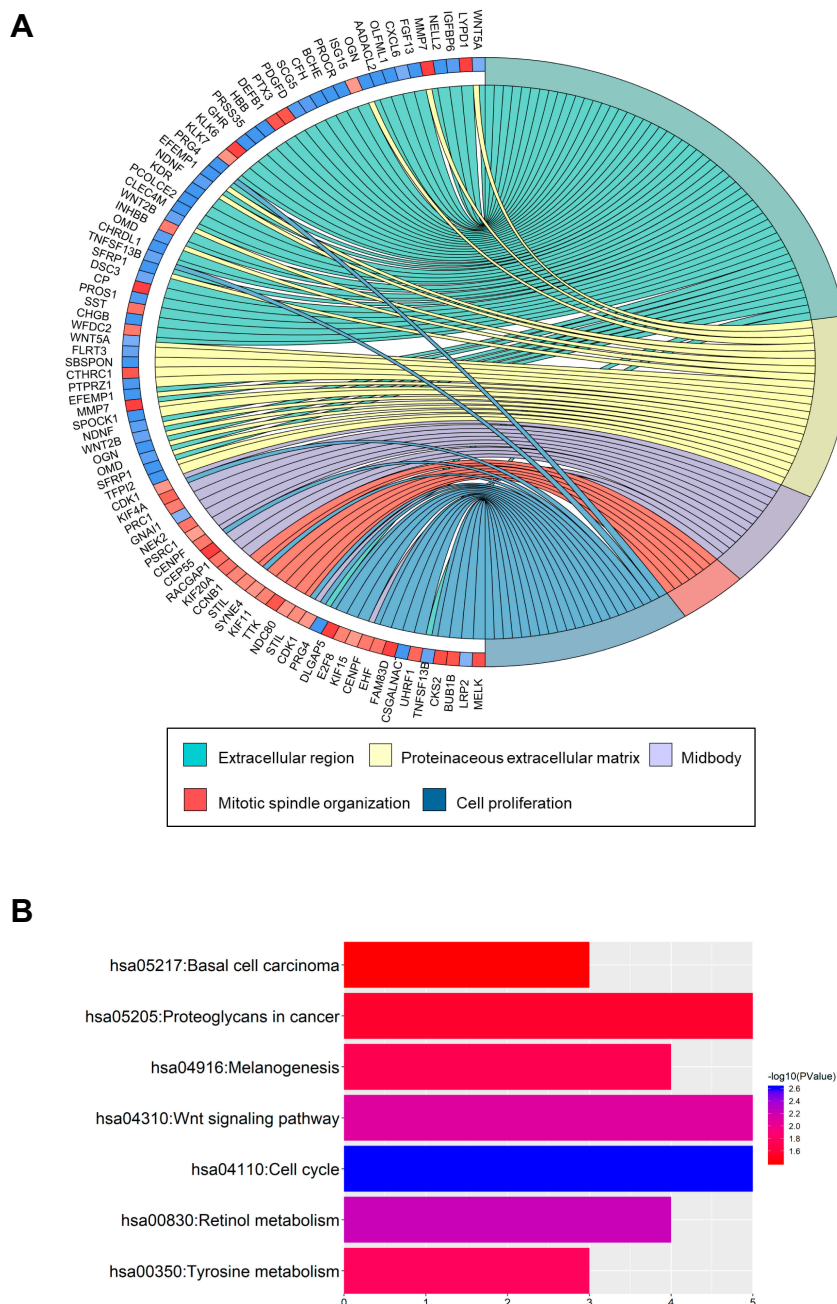 A
WNT5A
LYPD1
IGFBP6
NELL2
MMP7
FGF13
CXCL6
OLFML1
AADACL2
OGN
ISG15
PROCR
BCHE
CFH
SCG5
PDGFD
PTX3
DEFB1
HBB
PRSS35
GHR
KLK6
KLK7
PRG4
EFEMP1
NDNF
KDR
PCOLCE2
CLEC4M
WNT2B
INHBB
OMD
CHRDL1
TNFSF13B
SFRP1
DSC3
CP
PROS1
SST
CHGB
WFDC2
WNT5A
FLRT3
SBSPON
CTHRC1
PTPRZ1
EFEMP1
MMP7
SPOCK1
NDNF
WNT2B
OGN
OMD
SFRP1
TFPI2
CDK1
KIF4A
PRC1
GNAI1
NEK2
PSRC1
CENPF
CEP55
RACGAP1
KIF20A
CCNB1
STIL
SYNE4
KIF11
TTK
NDC80
STIL
CDK1
PRG4
DLGAP5
E2F8
KIF15
CENPF
EHF
FAM83D
CSGALNACT
UHRF1
TNFSF13B
CKS2
BUB1B
LRP2
MELK
Extracellular region Proteinaceous extracellular matrix Midbody
Mitotic spindle organization Cell proliferation
B
hsa05217:Basal cell carcinoma
hsa05205:Proteoglycans in cancer
hsa04916:Melanogenesis
hsa04310:Wnt signaling pathway
hsa04110:Cell cycle
hsa00830:Retinol metabolism
hsa00350:Tyrosine metabolism
0 1 2 3 4 5
-log10(PValue)
2.6
2.4
2.2
2.0
1.8
1.6